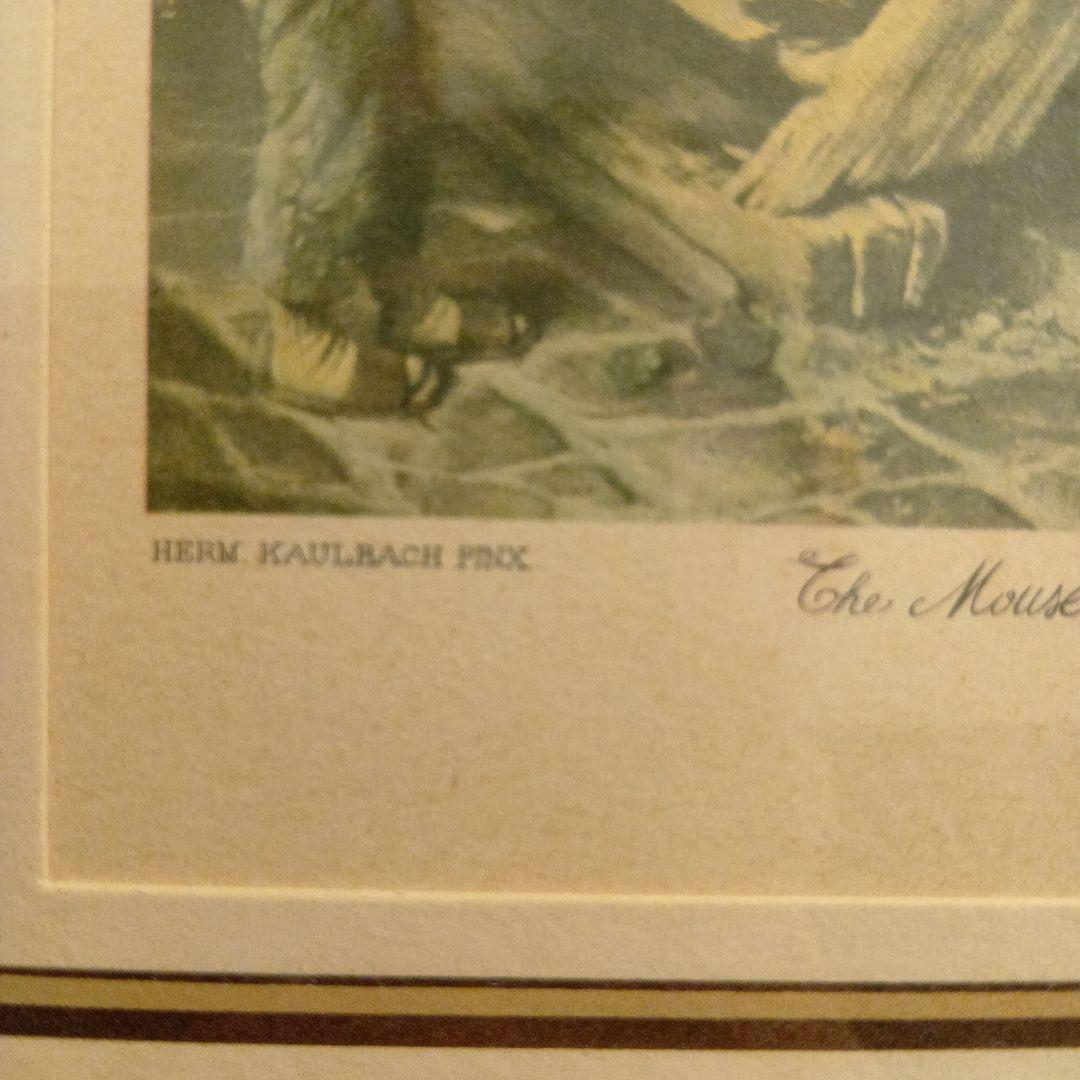 HERM. KAULBACH PINX.
The Mouse